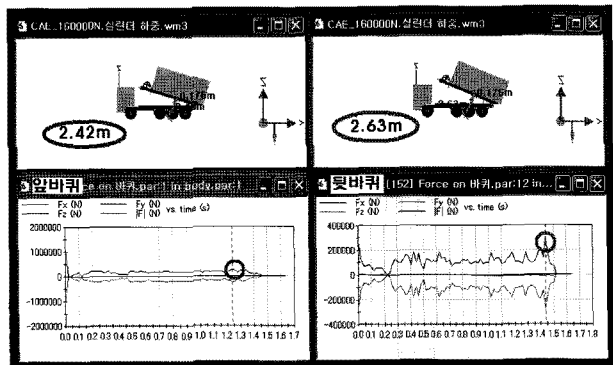 CAE_160000N.실린더 하중.wm3
CAE_160000N.실린더 하중.wm3
0.176m
Z
2.42m
2.63m
앞바퀴
ce on 바퀴.par:1 in body.par:1
뒷바퀴
[152] Force on 바퀴.par:12 in...
Fx (N)
Fy (N)
Fz (N)
|F| (N)
vs. time (s)
Fx (N)
Fy (N)
Fz (N)
|F| (N)
vs. time (s)
2000000
1000000
0
-1000000
-2000000
0.0 0.1 0.2 0.3 0.4 0.5 0.6 0.7 0.8 0.9 1.0 1.1 1.2 1.3 1.4 1.5 1.6 1.7
400000
200000
0
-200000
-400000
0.0 0.1 0.2 0.3 0.4 0.5 0.6 0.7 0.8 0.9 1.0 1.1 1.2 1.3 1.4 1.5 1.6 1.7